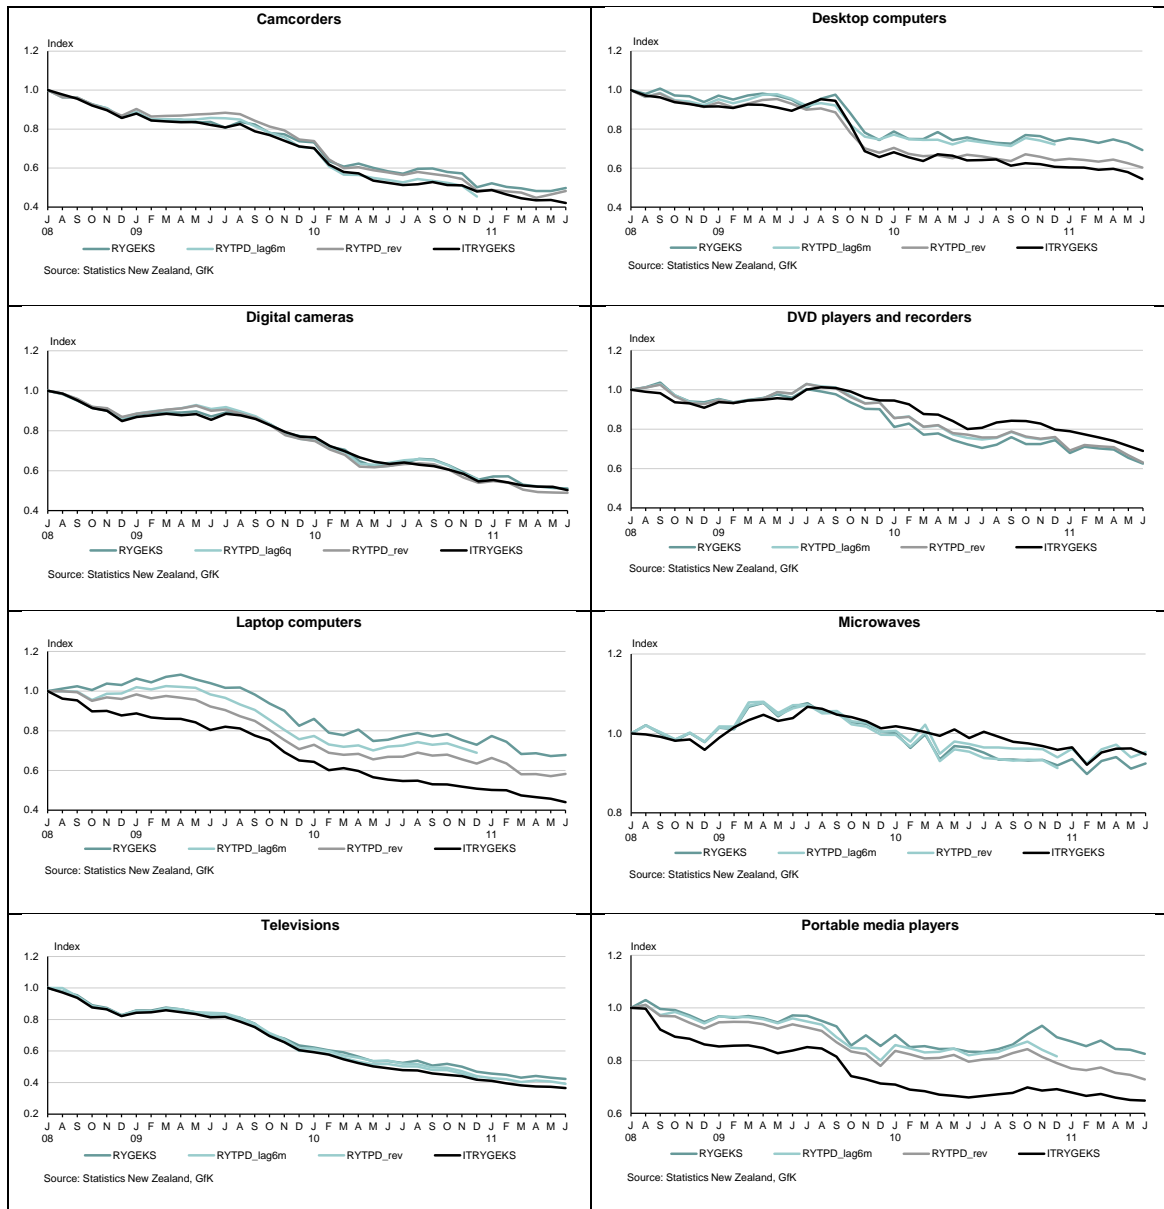 Camcorders
Index
1.2
1.0
0.8
0.6
0.4
J A S O N D J F M A M J J A S O N D J F M A M J J A S O N D J F M A M J
08 09 10 11
RYGEKS RYTPD_lag6m RYTPD_rev ITRYGEKS
Source: Statistics New Zealand, GfK
Desktop computers
Index
1.2
1.0
0.8
0.6
0.4
J A S O N D J F M A M J J A S O N D J F M A M J J A S O N D J F M A M J
08 09 10 11
RYGEKS RYTPD_lag6m RYTPD_rev ITRYGEKS
Source: Statistics New Zealand, GfK
Digital cameras
Index
1.2
1.0
0.8
0.6
0.4
J A S O N D J F M A M J J A S O N D J F M A M J J A S O N D J F M A M J
08 09 10 11
RYGEKS RYTPD_lag6q RYTPD_rev ITRYGEKS
Source: Statistics New Zealand, GfK
DVD players and recorders
Index
1.2
1.0
0.8
0.6
0.4
J A S O N D J F M A M J J A S O N D J F M A M J J A S O N D J F M A M J
08 09 10 11
RYGEKS RYTPD_lag6m RYTPD_rev ITRYGEKS
Source: Statistics New Zealand, GfK
Laptop computers
Index
1.2
1.0
0.8
0.6
0.4
J A S O N D J F M A M J J A S O N D J F M A M J J A S O N D J F M A M J
08 09 10 11
RYGEKS RYTPD_lag6m RYTPD_rev ITRYGEKS
Source: Statistics New Zealand, GfK
Microwaves
Index
1.2
1.0
0.8
J A S O N D J F M A M J J A S O N D J F M A M J J A S O N D J F M A M J
08 09 10 11
RYGEKS RYTPD_lag6m RYTPD_rev ITRYGEKS
Source: Statistics New Zealand, GfK
Televisions
Index
1.2
1.0
0.8
0.6
0.4
0.2
J A S O N D J F M A M J J A S O N D J F M A M J J A S O N D J F M A M J
08 09 10 11
RYGEKS RYTPD_lag6m RYTPD_rev ITRYGEKS
Source: Statistics New Zealand, GfK
Portable media players
Index
1.2
1.0
0.8
0.6
J A S O N D J F M A M J J A S O N D J F M A M J J A S O N D J F M A M J
08 09 10 11
RYGEKS RYTPD_lag6m RYTPD_rev ITRYGEKS
Source: Statistics New Zealand, GfK